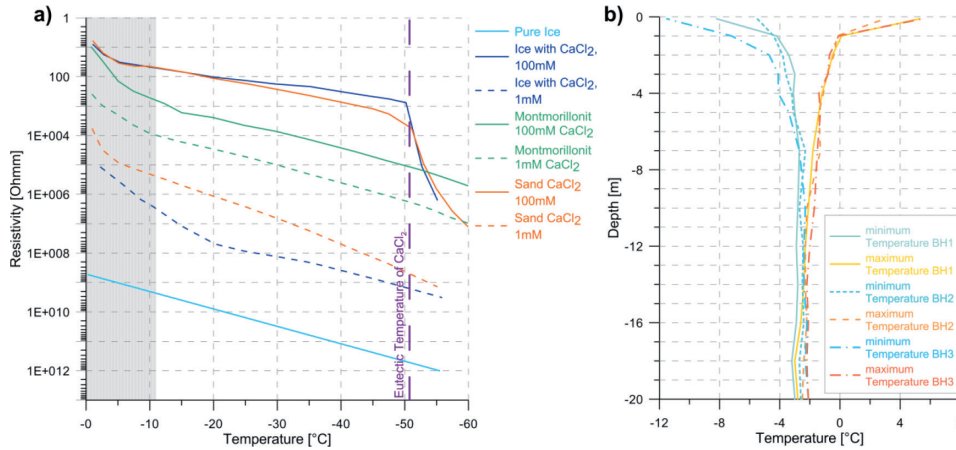 a)
1
100
1E+004
1E+006
1E+008
1E+010
1E+012
Resistivity [Ohmm]
-0
-10
-20
-30
-40
-50
-60
Temperature [°C]
Eutectic Temperature of CaCl2
Pure Ice
Ice with CaCl2,
100mM
Ice with CaCl2,
1mM
Montmorillonit
100mM CaCl2
Montmorillonit
1mM CaCl2
Sand CaCl2
100mM
Sand CaCl2
1mM
b)
0
-4
-8
-12
-16
-20
Depth [m]
-12
-8
-4
0
4
8
Temperature [°C]
minimum
Temperature BH1
maximum
Temperature BH1
minimum
Temperature BH2
maximum
Temperature BH2
minimum
Temperature BH3
maximum
Temperature BH3